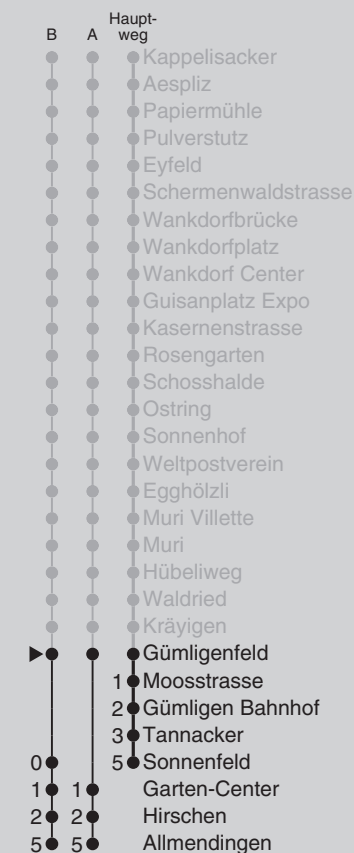 Haupt-
B A weg
Kappelisacker
Aespliz
Papiermühle
Pulverstutz
Eyfeld
Schermenwaldstrasse
Wankdorfbrücke
Wankdorfplatz
Wankdorf Center
Guisanplatz Expo
Kasernenstrasse
Rosengarten
Schosshalde
Ostring
Sonnenhof
Weltpostverein
Egghölzli
Muri Villette
Muri
Hübeliweg
Waldried
Kräyigen
Gümligenfeld
1 Moosstrasse
2 Gümligen Bahnhof
3 Tannacker
0 5 Sonnenfeld
1 1 Garten-Center
2 2 Hirschen
5 5 Allmendingen